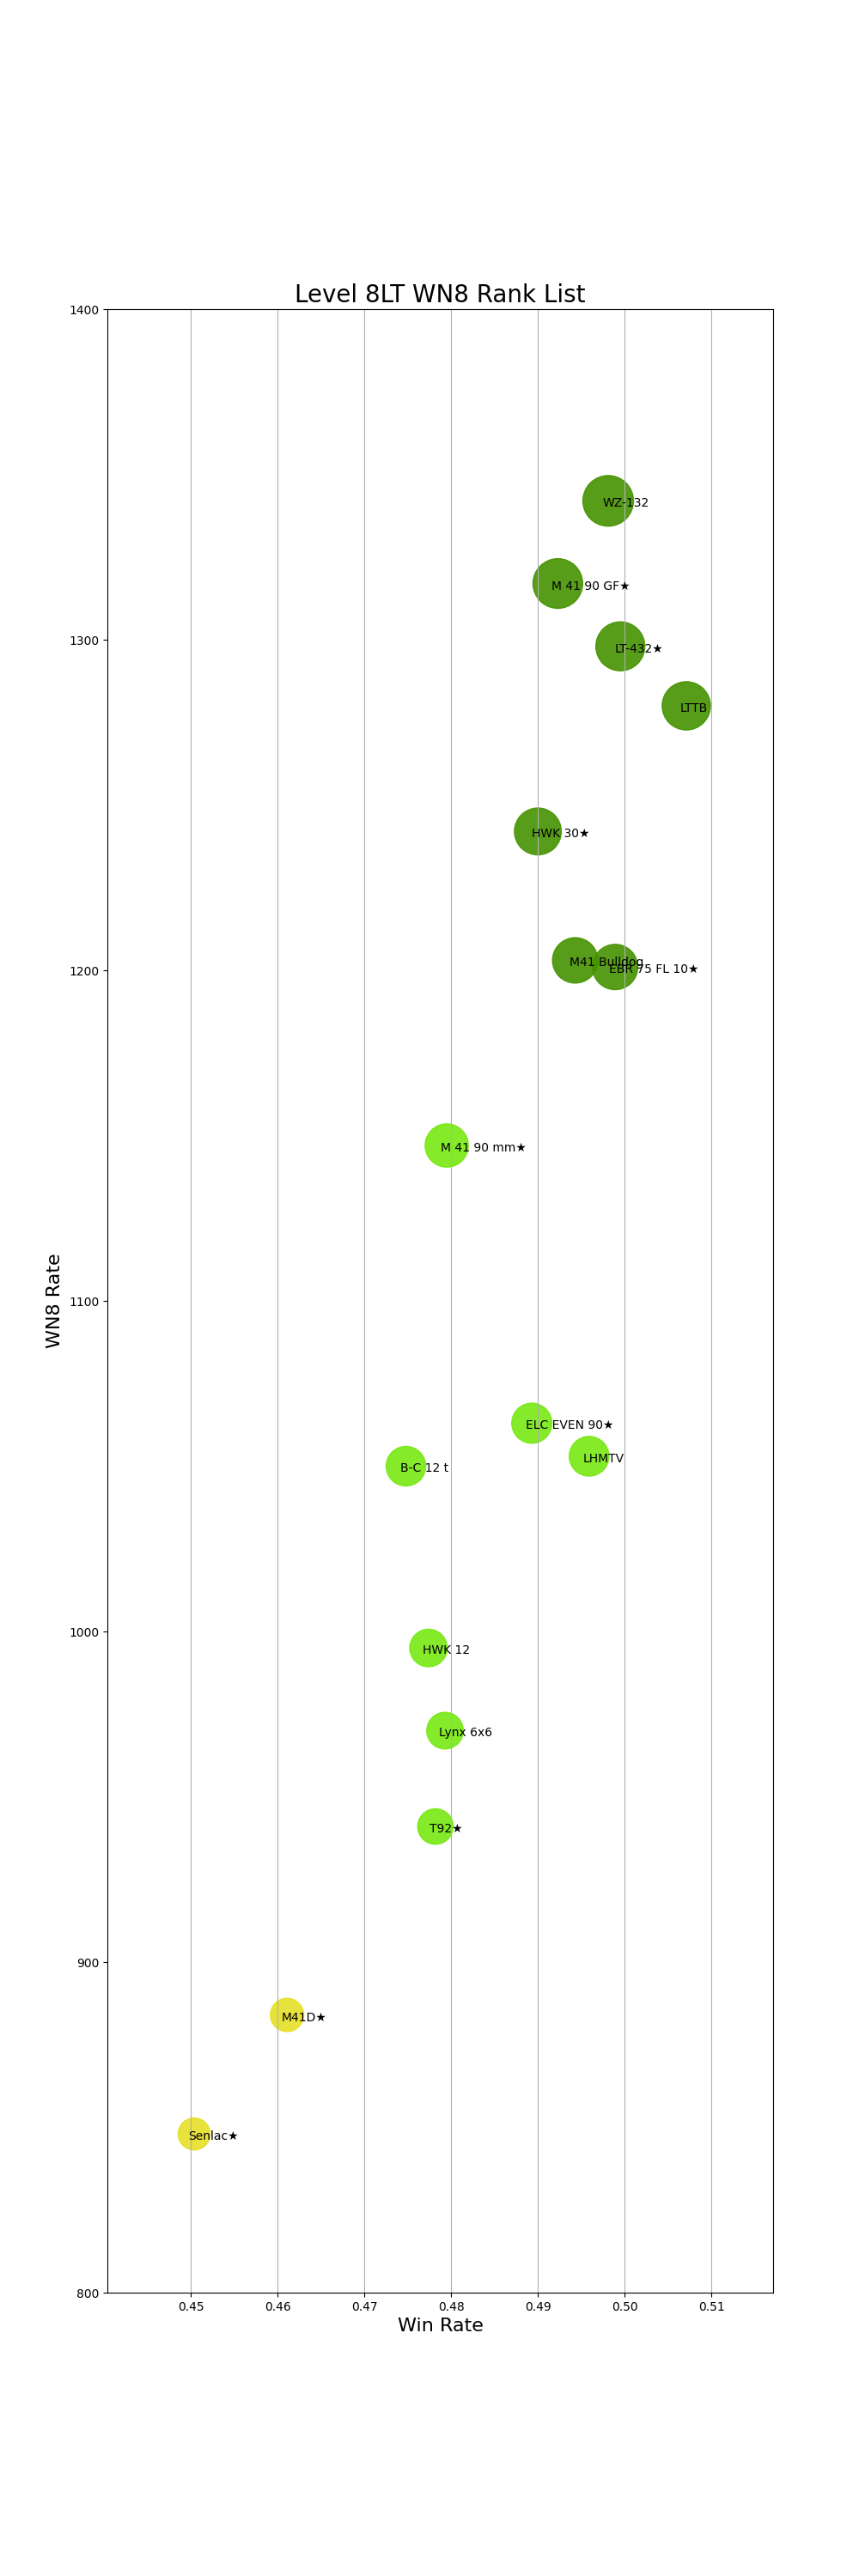 Level 8LT WN8 Rank List
1400
WZ-132
M 41 90 GF★
1300
LT-432★
LTTB
HWK 30★
M41 Bulldog
1200
EBR 75 FL 10★
M 41 90 mm★
WN8 Rate
1100
ELC EVEN 90★
LHMTV
B-C 12 t
1000
HWK 12
Lynx 6x6
T92★
900
M41D★
Senlac★
800
0.45 0.46 0.47 0.48 0.49 0.50 0.51
Win Rate